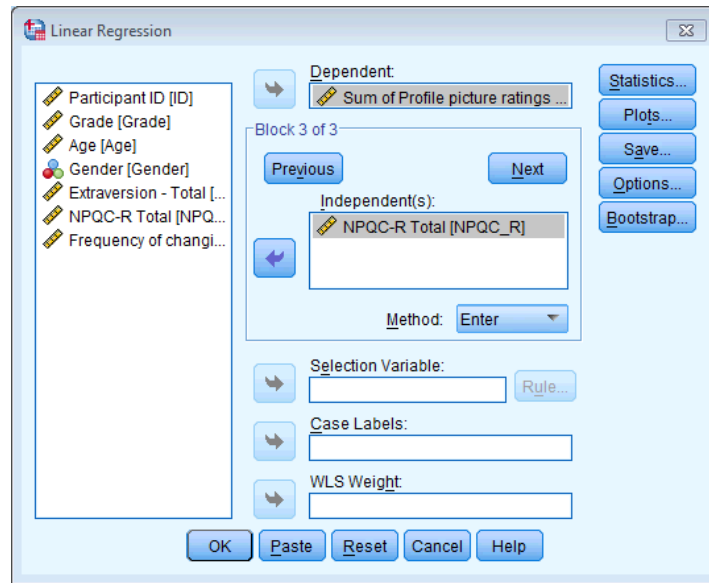 Linear Regression
Participant ID [ID]
Grade [Grade]
Age [Age]
Gender [Gender]
Extraversion - Total [...
NPQC-R Total [NPQ...
Frequency of changi...
Dependent:
Sum of Profile picture ratings ...
Block 3 of 3
Previous
Next
Independent(s):
NPQC-R Total [NPQC_R]
Method: Enter
Selection Variable:
Rule...
Case Labels:
WLS Weight:
Statistics...
Plots...
Save...
Options...
Bootstrap...
OK Paste Reset Cancel Help